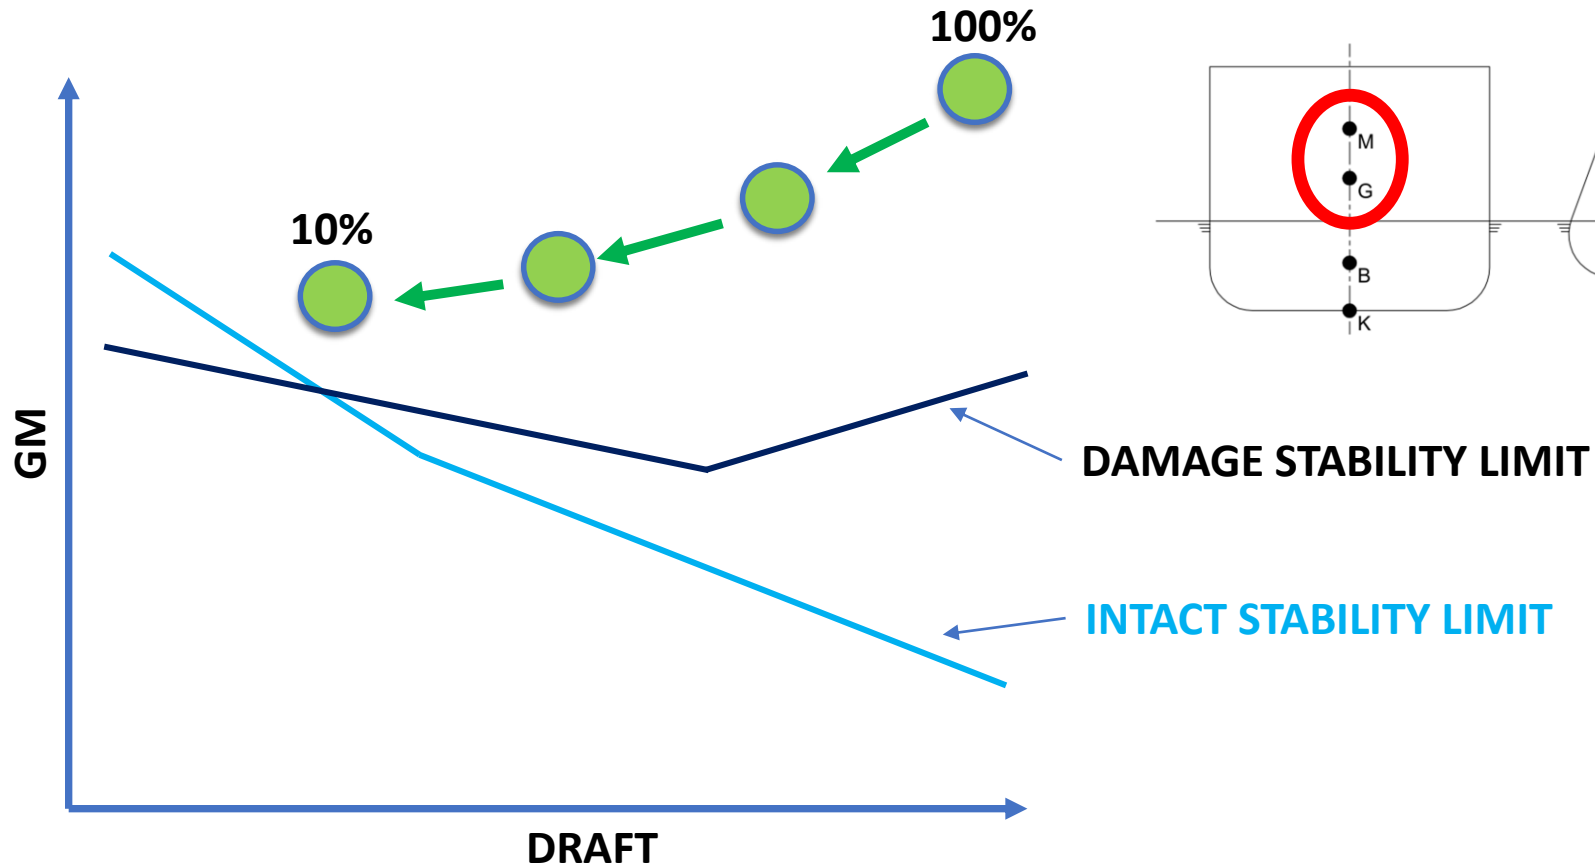 100%
10%
M
G
B
K
GM
DAMAGE STABILITY LIMIT
INTACT STABILITY LIMIT
DRAFT